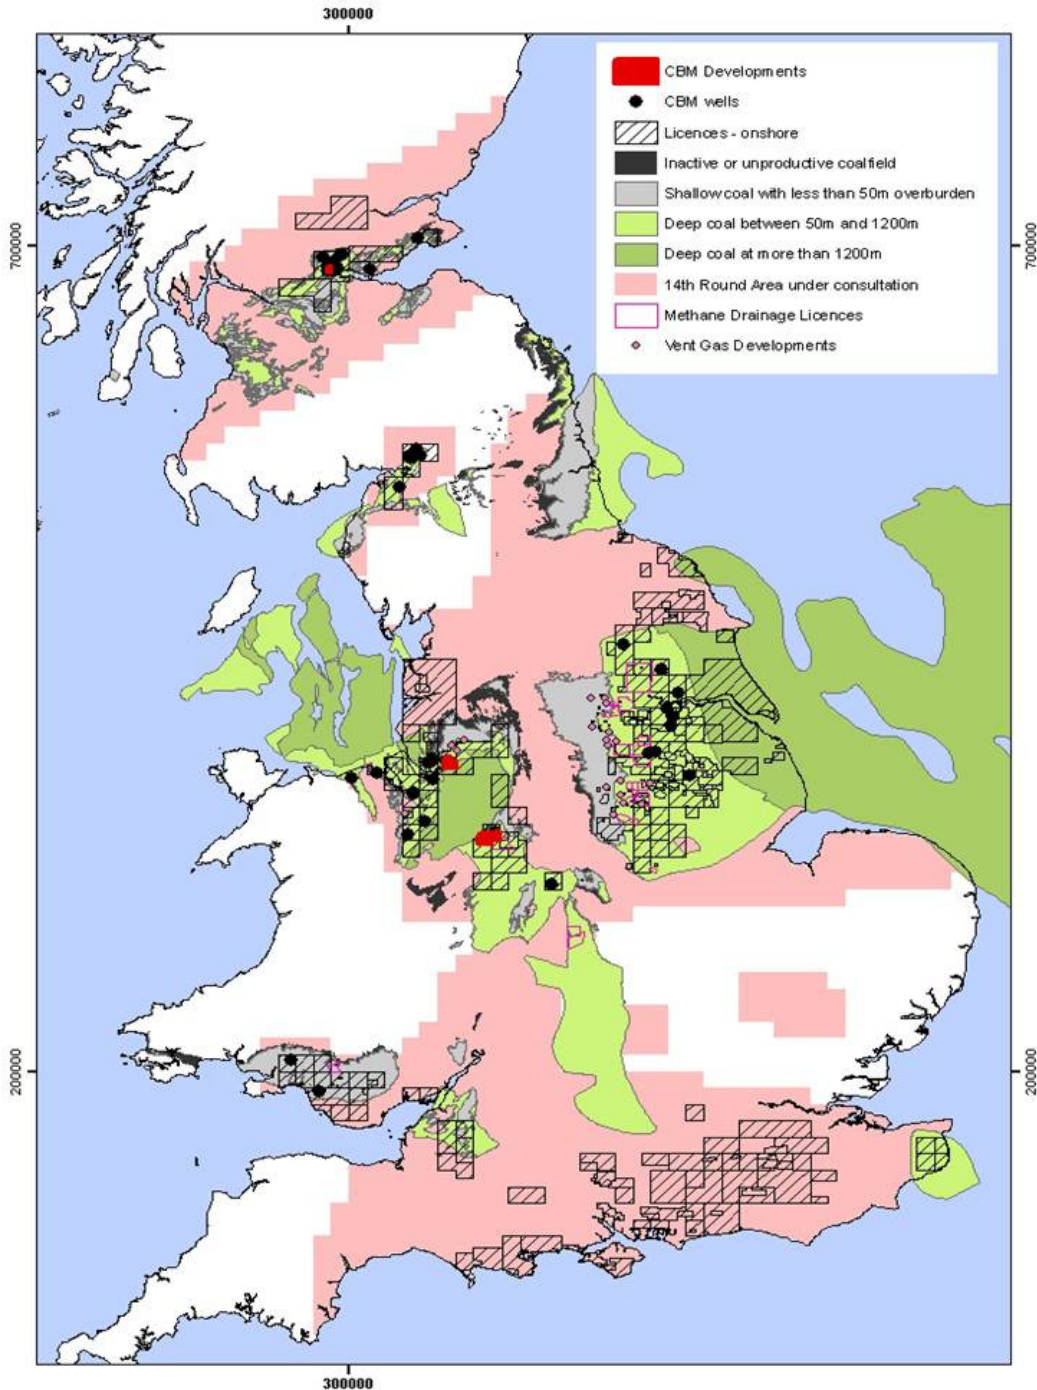 300000
CBM Developments
CBM wells
Licences - onshore
Inactive or unproductive coalfield
Shallow coal with less than 50m overburden
Deep coal between 50m and 1200m
Deep coal at more than 1200m
14th Round Area under consultation
Methane Drainage Licences
Vent Gas Developments
700000
700000
200000
200000
300000